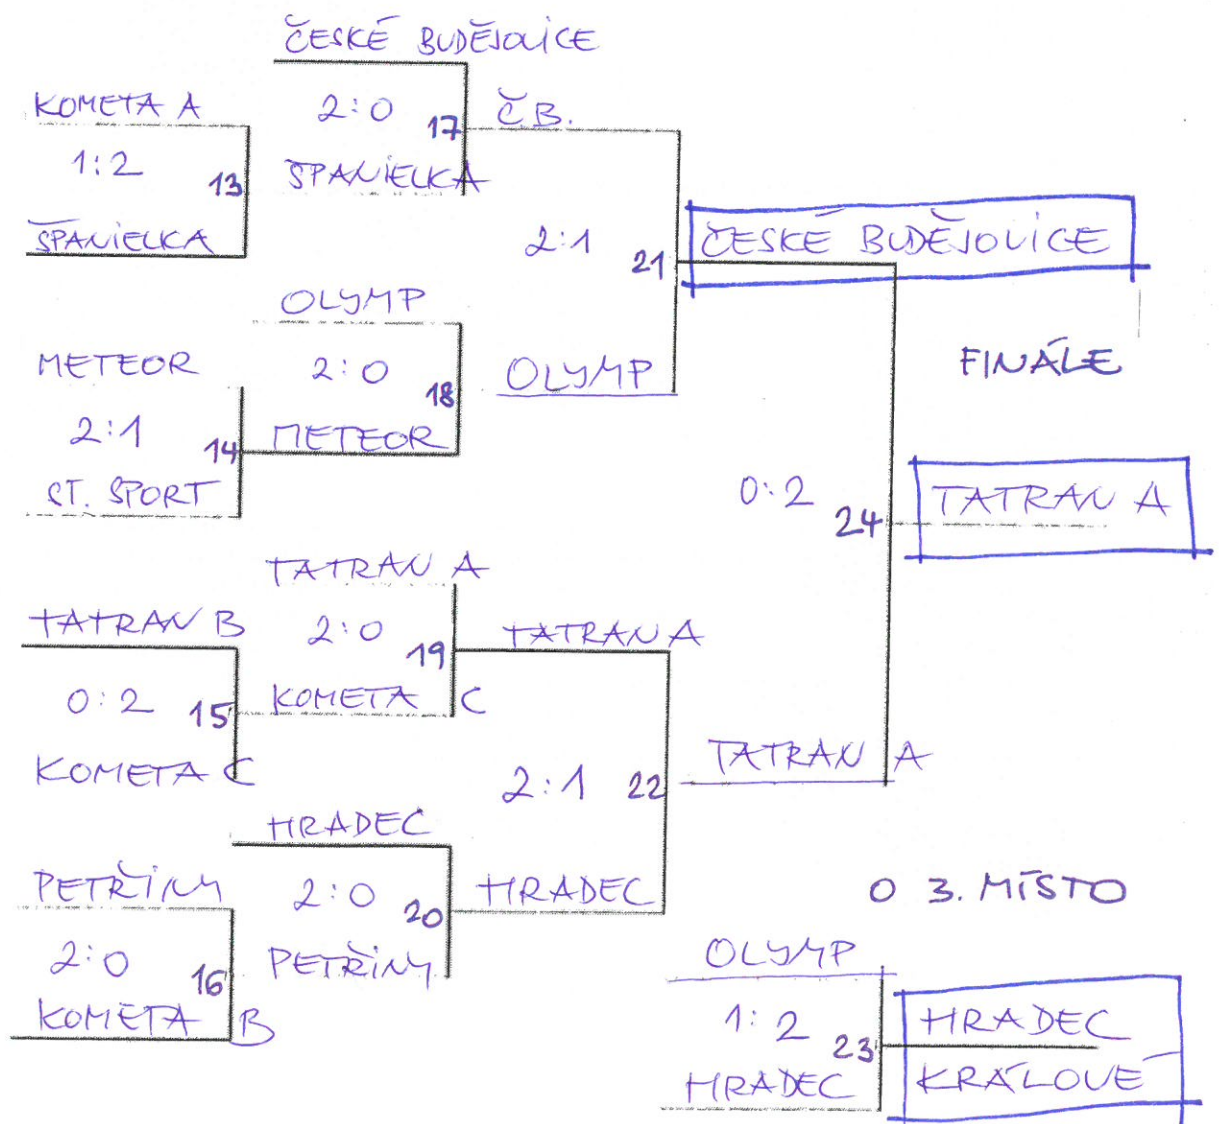 ČESKÉ BUDĚJOVICE
KOMETA A
2:0
17
Č.B.
1:2
13
ŠPANIELKA
ŠPANIELKA
2:1
21
ČESKÉ BUDĚJOVICE
OLYMP
FINÁLE
METEOR
2:0
18
OLYMP
2:1
14
METEOR
ST. SPORT
0:2
24
TATRAN A
TATRAN A
TATRAN B
2:0
19
TATRAN A
0:2
15
KOMETA C
KOMETA C
2:1
22
TATRAN A
HRADEC
PETŘINY
2:0
20
HRADEC
O 3. MÍSTO
2:0
16
PETŘINY
OLYMP
KOMETA B
1:2
23
HRADEC
KRÁLOVÉ
HRADEC